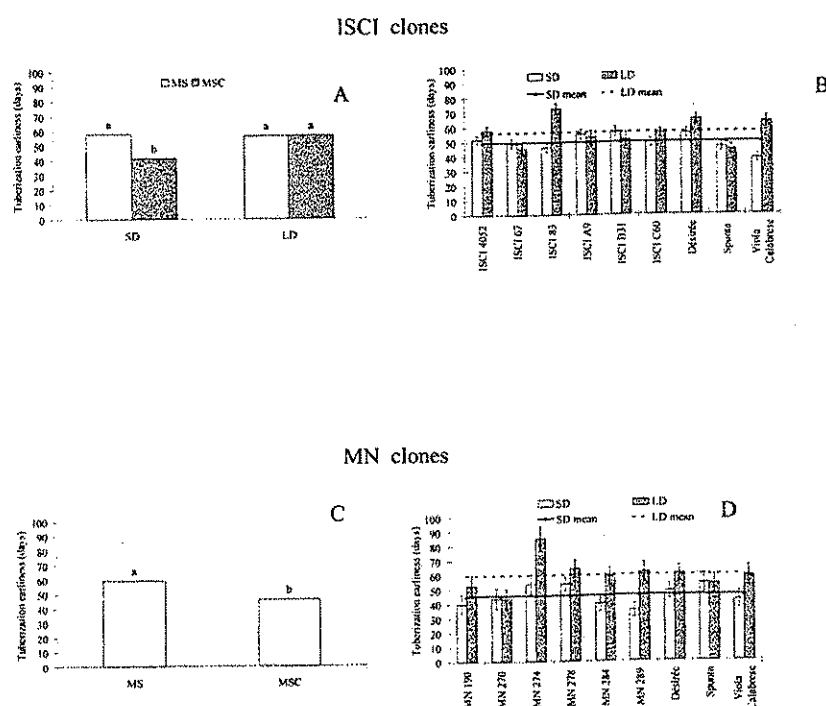 ISCI clones
A
MS MSC
Tuberization earliness (days)
100
90
80
70
60
50
40
30
20
10
0
a
b
a
a
SD
LD
B
SD
LD
SD mean
LD mean
Tuberization earliness (days)
100
90
80
70
60
50
40
30
20
10
0
ISCI 4052
ISCI 67
ISCI 83
ISCI A9
ISCI B31
ISCI C60
Désirée
Spunta
Viola
Calabrese
MN clones
C
Tuberization earliness (days)
100
90
80
70
60
50
40
30
20
10
0
a
b
MS
MSC
D
SD
LD
SD mean
LD mean
Tuberization earliness (days)
100
90
80
70
60
50
40
30
20
10
0
MN 190
MN 270
MN 274
MN 278
MN 284
MN 289
Désirée
Spunta
Viola
Calabrese